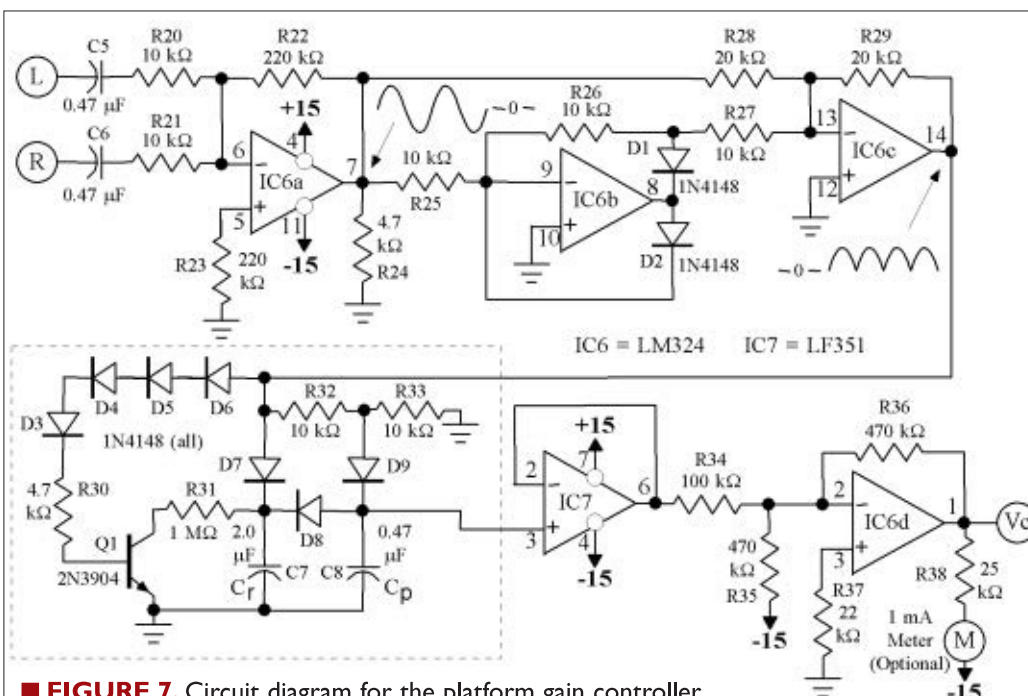 C5
R20
10 kΩ
R22
220 kΩ
R28
20 kΩ
R29
20 kΩ
L
0.47 µF
+15
-0-
R26
10 kΩ
R27
10 kΩ
C6
R21
10 kΩ
R
0.47 µF
4
6
−
IC6a
7
+
5
11
-15
10 kΩ
R25
9
−
IC6b
8
+
10
D1
1N4148
D2
1N4148
13
−
IC6c
14
+
12
R23
220
kΩ
4.7
kΩ
R24
-0-
IC6 = LM324 IC7 = LF351
D4
D5
D6
D3
1N4148 (all)
R32
10 kΩ
R33
10 kΩ
D7
D9
4.7
kΩ
R30
R31
1 MΩ
2.0
µF
D8
0.47
µF
Q1
2N3904
C7
C8
Cr
Cp
+15
7
2
−
IC7
6
+
3
4
-15
R34
100 kΩ
R36
470 kΩ
2
−
IC6d
1
Vc
+
3
470
kΩ
R35
-15
R37
22
kΩ
R38
25
kΩ
1 mA
Meter
(Optional)
M
-15
■ FIGURE 7. Circuit diagram for the platform gain controller.